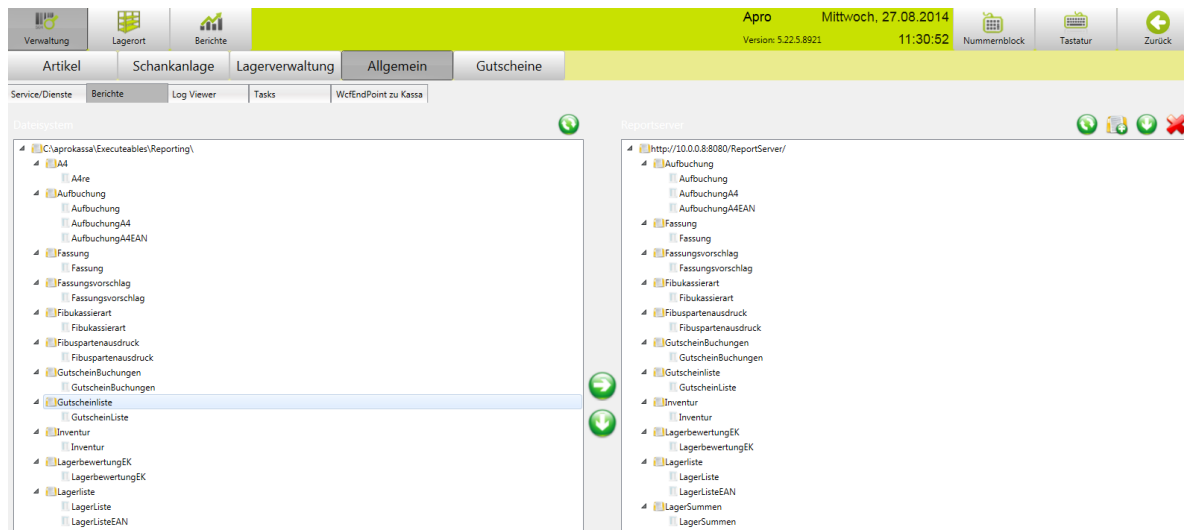 Verwaltung Lagerort Berichte
Apro Mittwoch, 27.08.2014
Version: 5.22.5.8921 11:30:52
Nummernblock Tastatur Zurück
Artikel Schankanlage Lagerverwaltung Allgemein Gutscheine
Service/Dienste Berichte Log Viewer Tasks WcfEndPoint zu Kassa
Dateisystem
C:\aprokassa\Executeables\Reporting\
A4
A4re
Aufbuchung
Aufbuchung
AufbuchungA4
AufbuchungA4EAN
Fassung
Fassung
Fassungsvorschlag
Fassungsvorschlag
Fibukassierart
Fibukassierart
Fibuspartenausdruck
Fibuspartenausdruck
GutscheinBuchungen
GutscheinBuchungen
Gutscheinliste
GutscheinListe
Inventur
Inventur
LagerbewertungEK
LagerbewertungEK
Lagerliste
LagerListe
LagerListeEAN
Reportserver
http://10.0.0.8:8080/ReportServer/
Aufbuchung
Aufbuchung
AufbuchungA4
AufbuchungA4EAN
Fassung
Fassung
Fassungsvorschlag
Fassungsvorschlag
Fibukassierart
Fibukassierart
Fibuspartenausdruck
Fibuspartenausdruck
GutscheinBuchungen
GutscheinBuchungen
Gutscheinliste
GutscheinListe
Inventur
Inventur
LagerbewertungEK
LagerbewertungEK
Lagerliste
LagerListe
LagerListeEAN
LagerSummen
LagerSummen